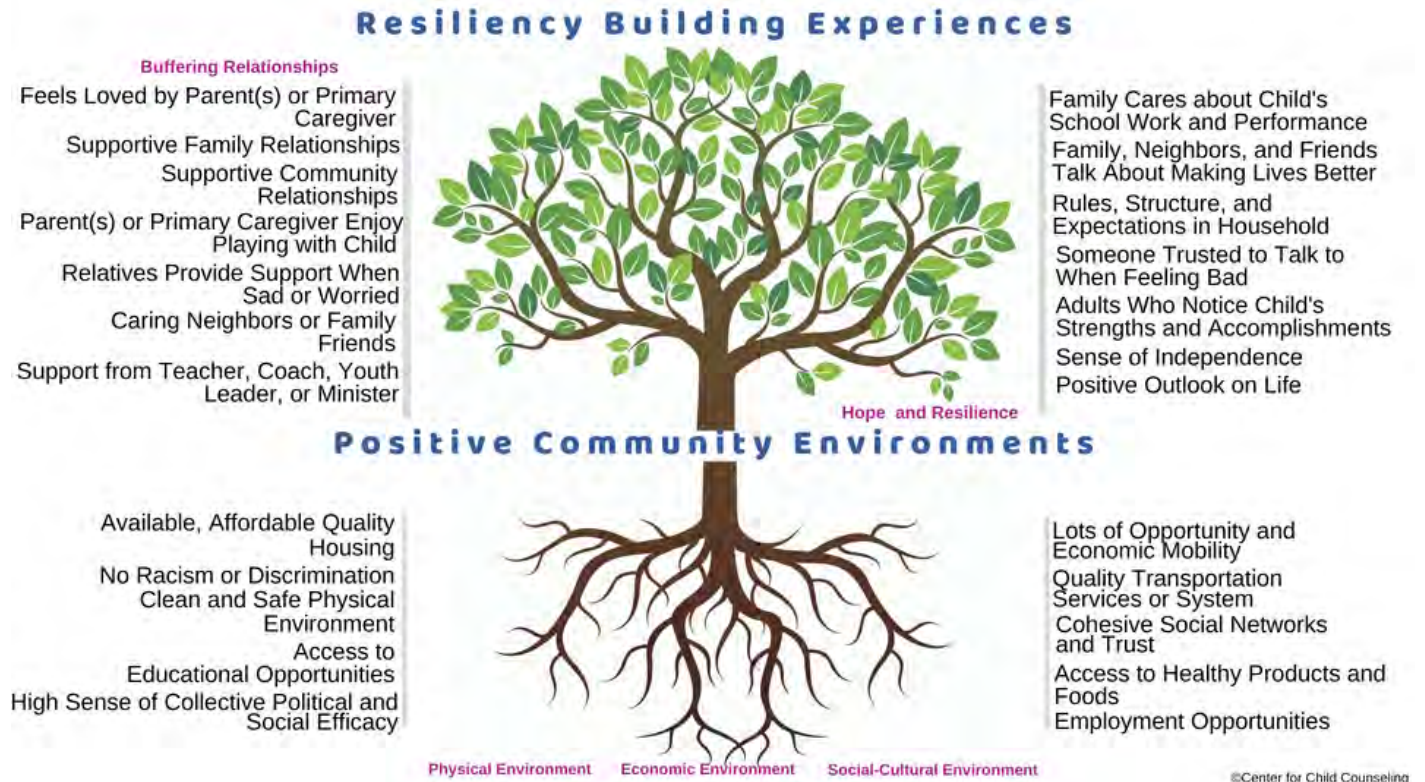 Resiliency Building Experiences
Buffering Relationships
Feels Loved by Parent(s) or Primary
Caregiver
Supportive Family Relationships
Supportive Community
Relationships
Parent(s) or Primary Caregiver Enjoy
Playing with Child
Relatives Provide Support When
Sad or Worried
Caring Neighbors or Family
Friends
Support from Teacher, Coach, Youth
Leader, or Minister
Family Cares about Child's
School Work and Performance
Family, Neighbors, and Friends
Talk About Making Lives Better
Rules, Structure, and
Expectations in Household
Someone Trusted to Talk to
When Feeling Bad
Adults Who Notice Child's
Strengths and Accomplishments
Sense of Independence
Positive Outlook on Life
Hope and Resilience
Positive Community Environments
Available, Affordable Quality
Housing
No Racism or Discrimination
Clean and Safe Physical
Environment
Access to
Educational Opportunities
High Sense of Collective Political and
Social Efficacy
Lots of Opportunity and
Economic Mobility
Quality Transportation
Services or System
Cohesive Social Networks
and Trust
Access to Healthy Products and
Foods
Employment Opportunities
Physical Environment Economic Environment Social-Cultural Environment
©Center for Child Counseling